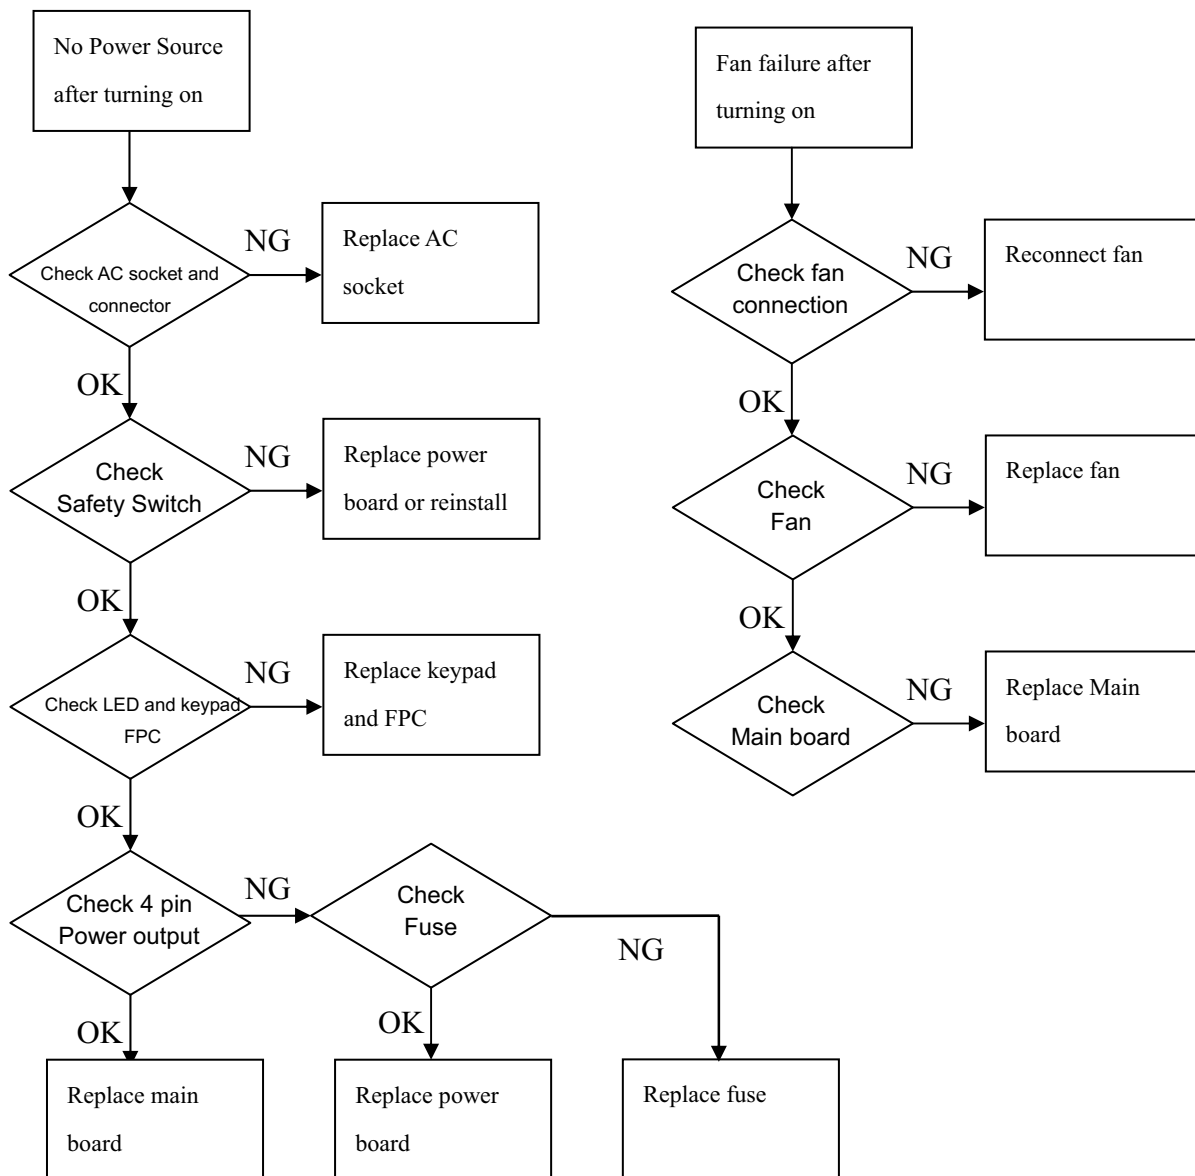 No Power Source
after turning on
NG
Check AC socket and
connector
Replace AC
socket
OK
Check
Safety Switch
NG
Replace power
board or reinstall
OK
Check LED and keypad
FPC
NG
Replace keypad
and FPC
OK
Check 4 pin
Power output
NG
Check
Fuse
NG
OK
Replace main
board
OK
Replace power
board
Replace fuse
Fan failure after
turning on
Check fan
connection
NG
Reconnect fan
OK
Check
Fan
NG
Replace fan
OK
Check
Main board
NG
Replace Main
board